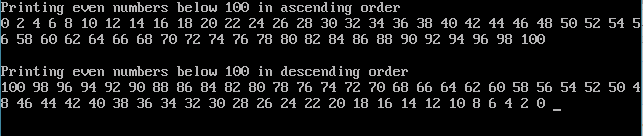 Printing even numbers below 100 in ascending order
0 2 4 6 8 10 12 14 16 18 20 22 24 26 28 30 32 34 36 38 40 42 44 46 48 50 52 54 5
6 58 60 62 64 66 68 70 72 74 76 78 80 82 84 86 88 90 92 94 96 98 100
Printing even numbers below 100 in descending order
100 98 96 94 92 90 88 86 84 82 80 78 76 74 72 70 68 66 64 62 60 58 56 54 52 50 4
8 46 44 42 40 38 36 34 32 30 28 26 24 22 20 18 16 14 12 10 8 6 4 2 0 _